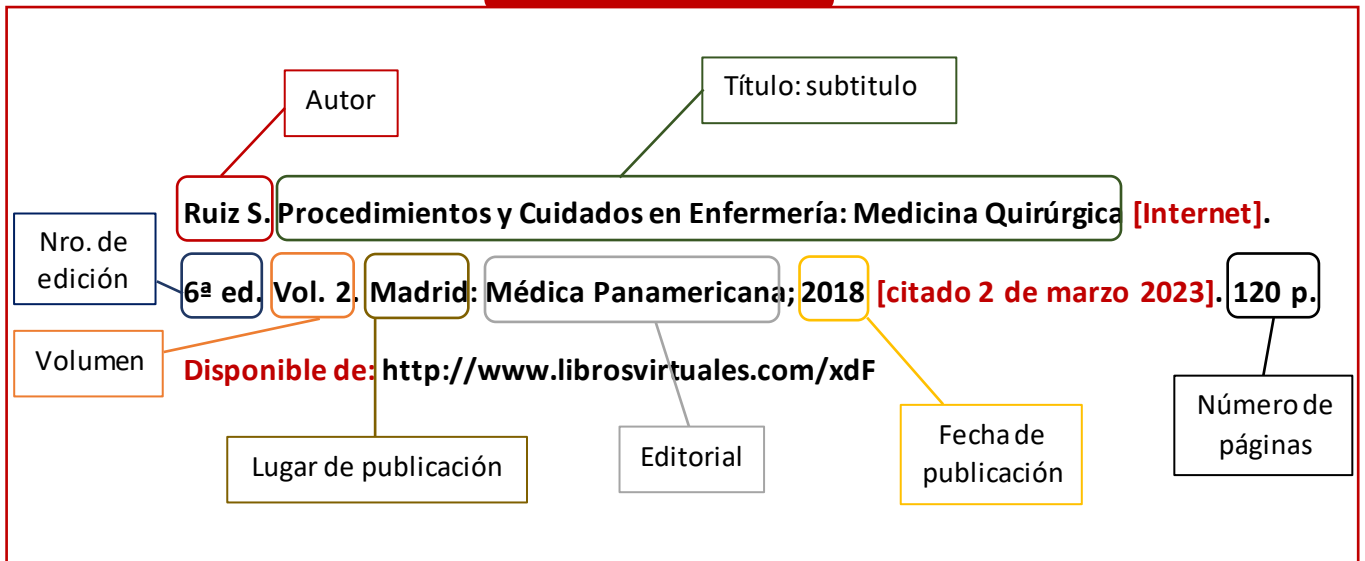 Autor
Título: subtitulo
Ruiz S. Procedimientos y Cuidados en Enfermería: Medicina Quirúrgica [Internet].
Nro. de
edición
6ª ed. Vol. 2. Madrid: Médica Panamericana; 2018 [citado 2 de marzo 2023]. 120 p.
Volumen
Disponible de: http://www.librosvirtuales.com/xdF
Lugar de publicación
Editorial
Fecha de
publicación
Número de
páginas